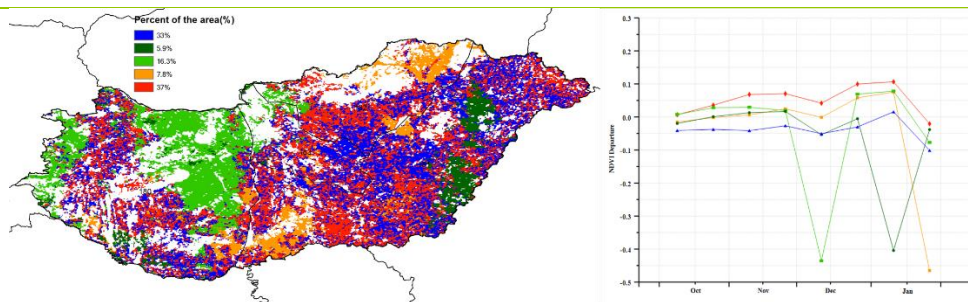 Percent of the area(%)
33%
5.9%
16.3%
7.8%
37%
180
NDVI Departure
0.3
0.2
0.1
0.0
-0.1
-0.2
-0.3
-0.4
-0.5
Oct
Nov
Dec
Jan